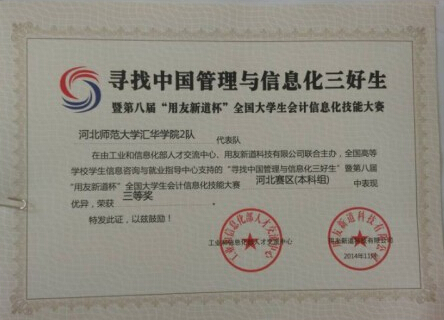 寻找中国管理与信息化三好生
暨第八届“用友新道杯”全国大学生会计信息化技能大赛
河北师范大学汇华学院2队 代表队
在由工业和信息化部人才交流中心、用友新道科技有限公司联合主办，全国高等
学校学生信息咨询与就业指导中心支持的“寻找中国管理与信息化三好生”暨第八届
“用友新道杯”全国大学生会计信息化技能大赛 河北赛区(本科组) 中表现
优异，荣获 三等奖
特发此证，以兹鼓励！
工业和信息化部人才交流中心 用友新道科技有限公司
2014年11月